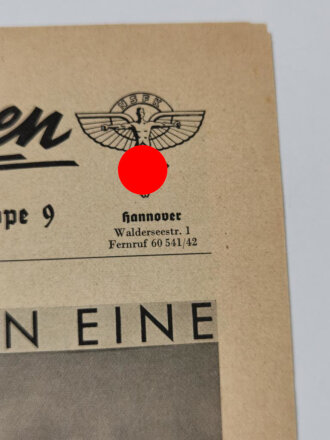 NSFK
en
ppe 9
Hannover
Walderseestr. 1
Fernruf 60 541/42
N EINE